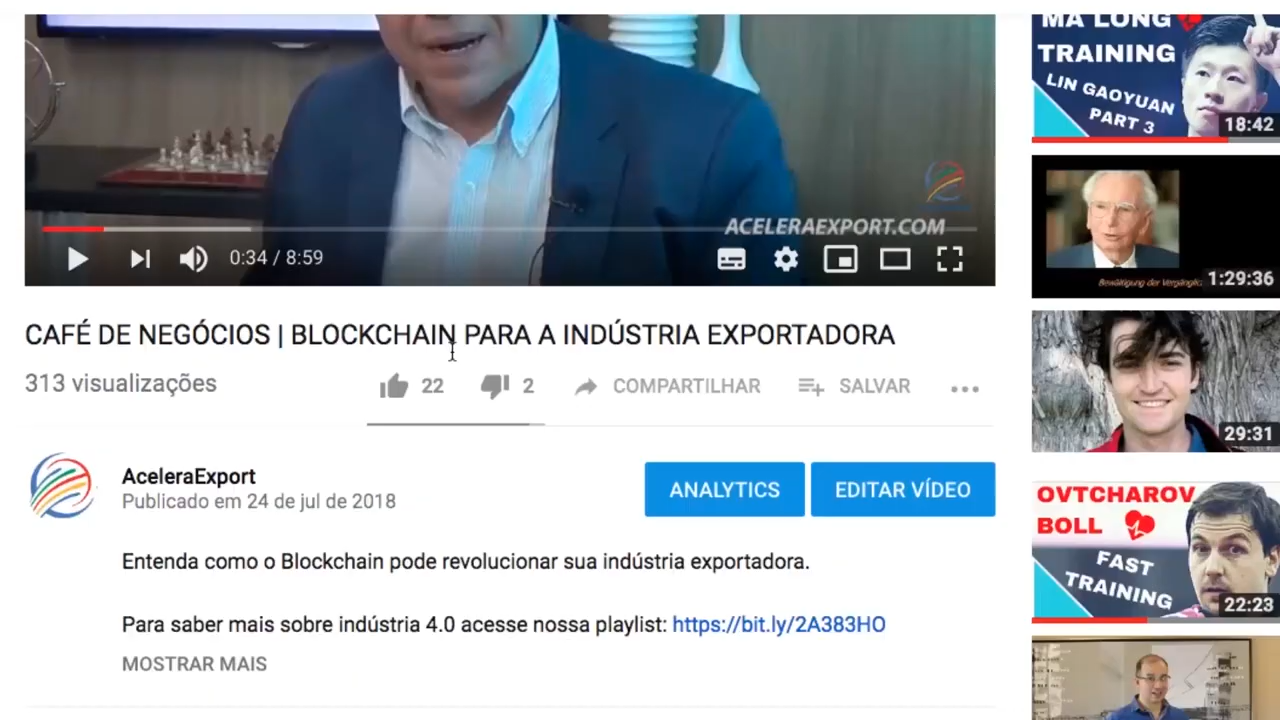 ACELERAEXPORT.COM
0:34 / 8:59
CAFÉ DE NEGÓCIOS | BLOCKCHAIN PARA A INDÚSTRIA EXPORTADORA
313 visualizações
22
2
COMPARTILHAR
SALVAR
AceleraExport
Publicado em 24 de jul de 2018
ANALYTICS
EDITAR VÍDEO
Entenda como o Blockchain pode revolucionar sua indústria exportadora.
Para saber mais sobre indústria 4.0 acesse nossa playlist: https://bit.ly/2A383HO
MOSTRAR MAIS
MA LONG
TRAINING
LIN GAOYUAN
PART 3
18:42
Bewältigung der
1:29:36
29:31
OVTCHAROV
BOLL
FAST
TRAINING
22:23